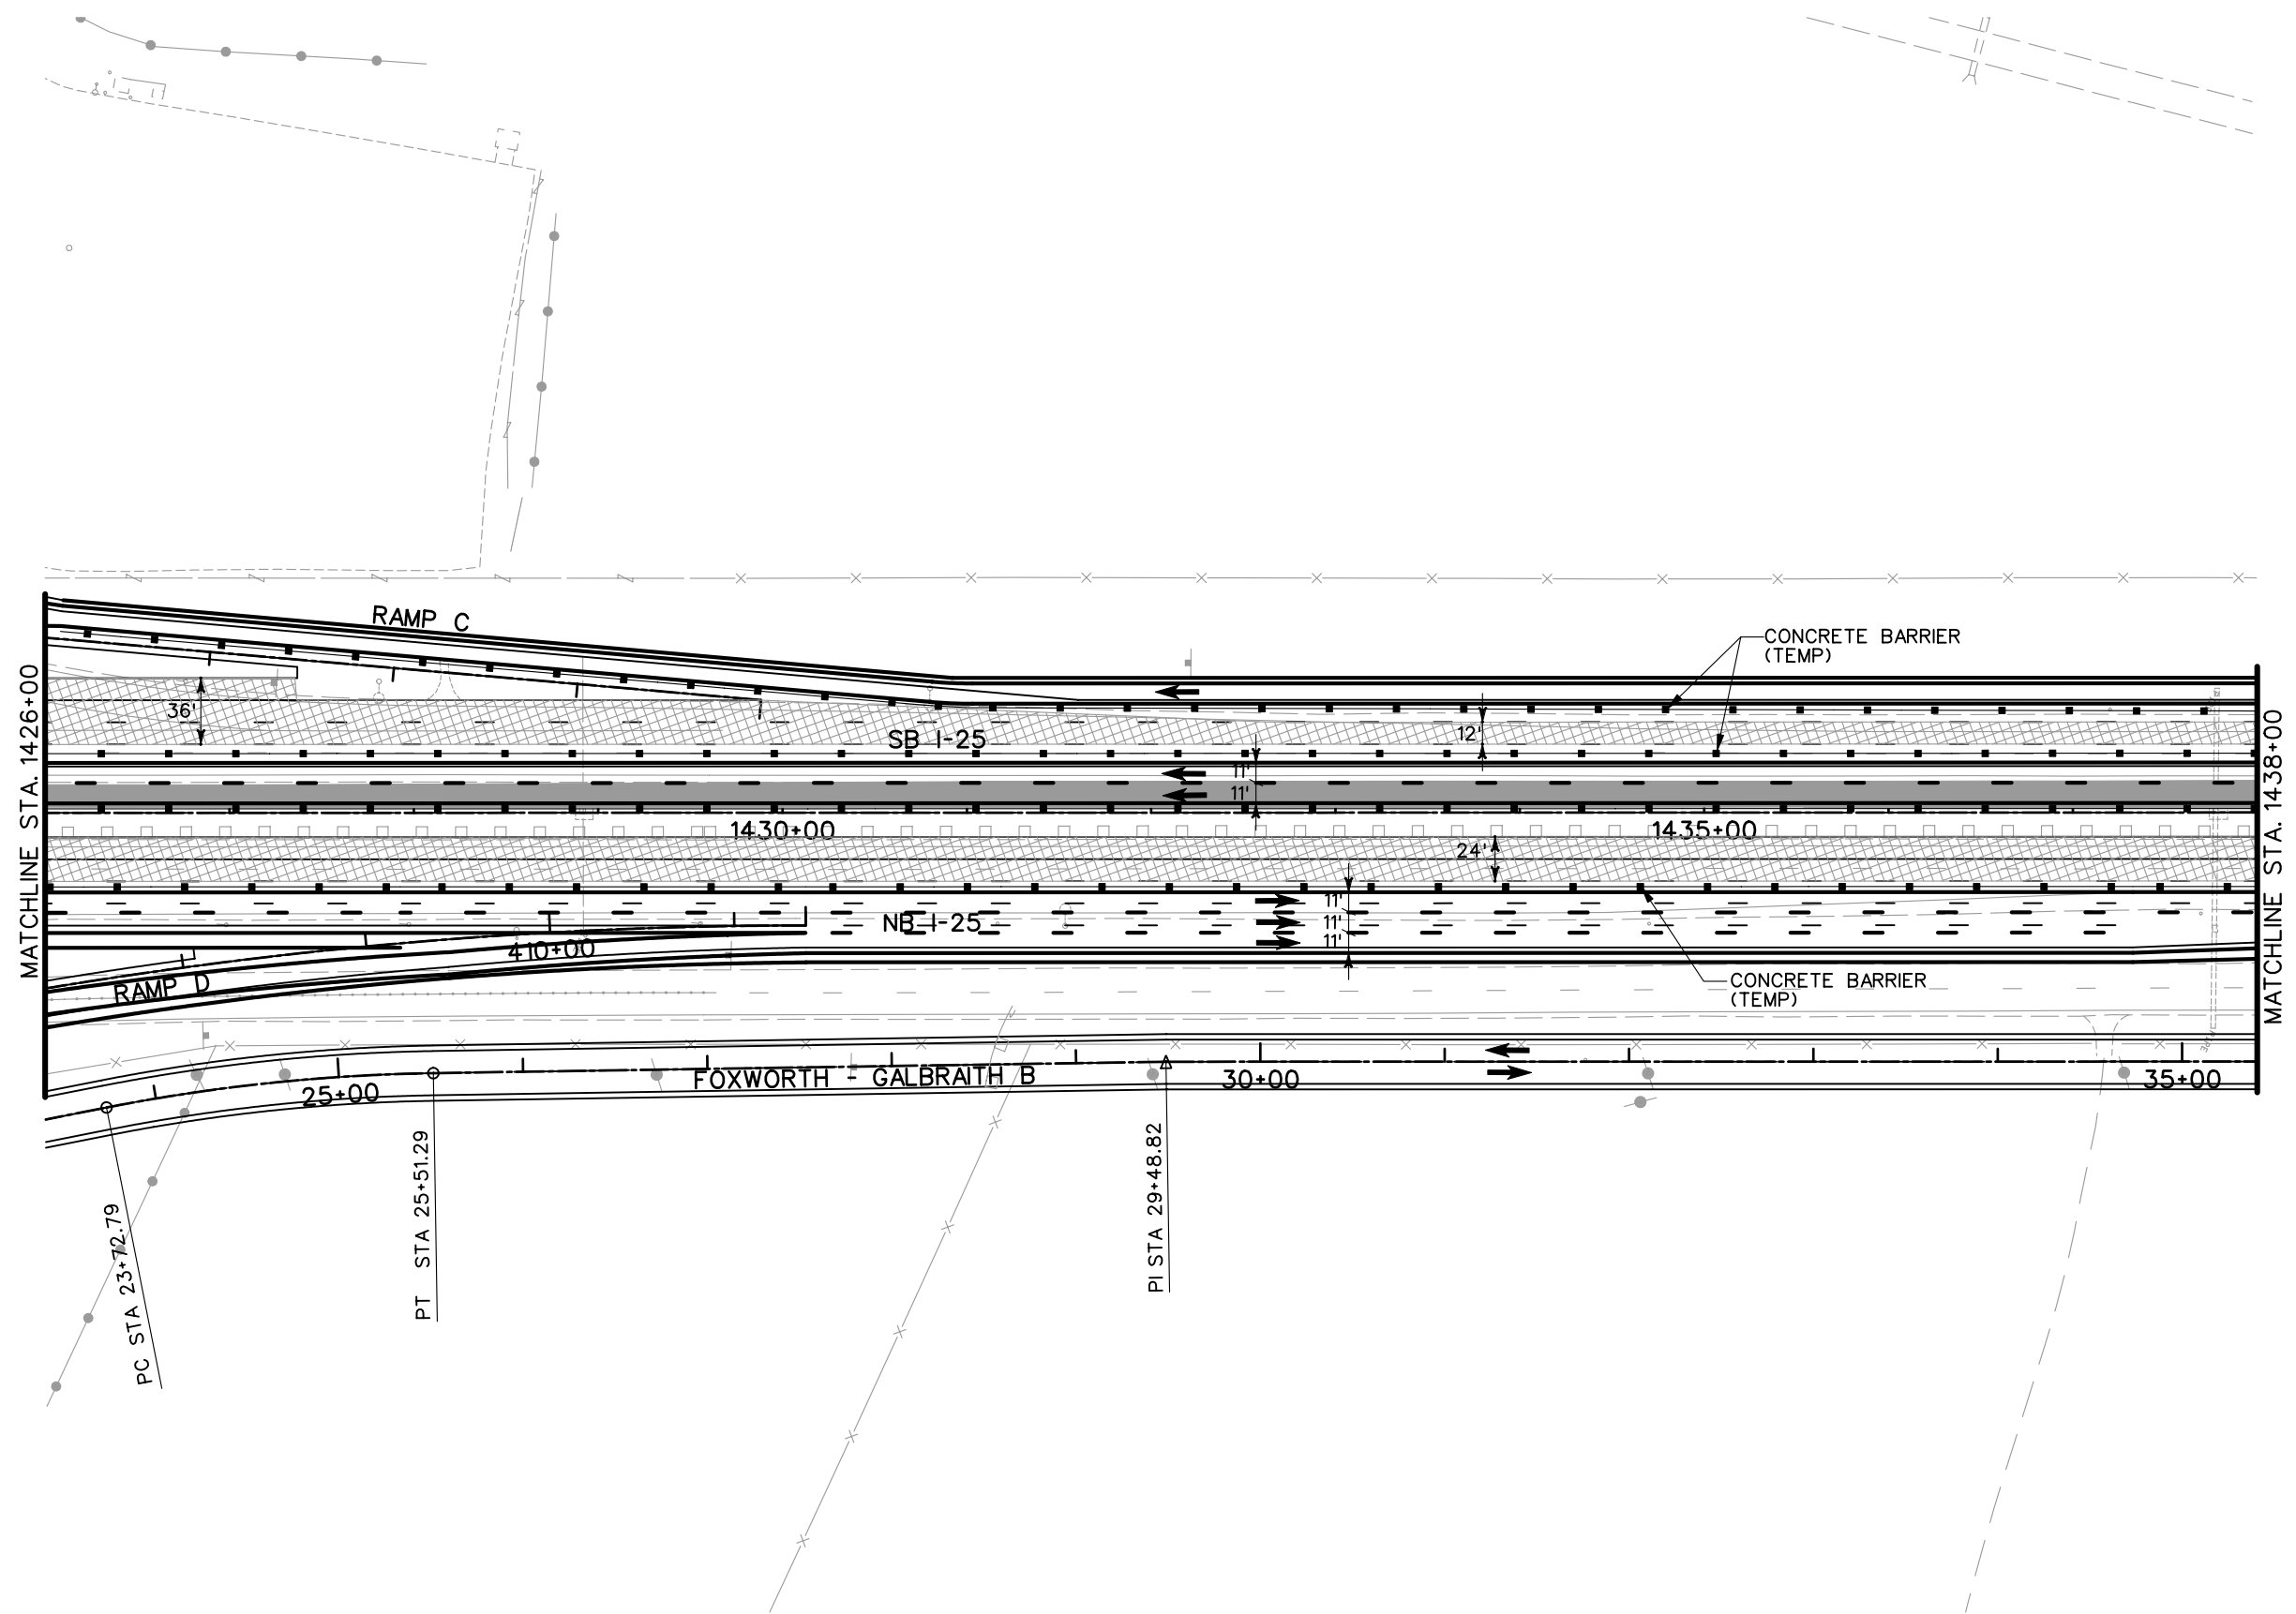 RAMP C
CONCRETE BARRIER
(TEMP)
MATCHLINE STA. 1426+00
36'
SB I-25
12'
11'
11'
1430+00
1435+00
MATCHLINE STA. 1438+00
24'
11'
NB I-25
11'
11'
410+00
RAMP D
CONCRETE BARRIER
(TEMP)
25+00
FOXWORTH - GALBRAITH B
30+00
35+00
PC STA 23+72.79
PT STA 25+51.29
PI STA 29+48.82